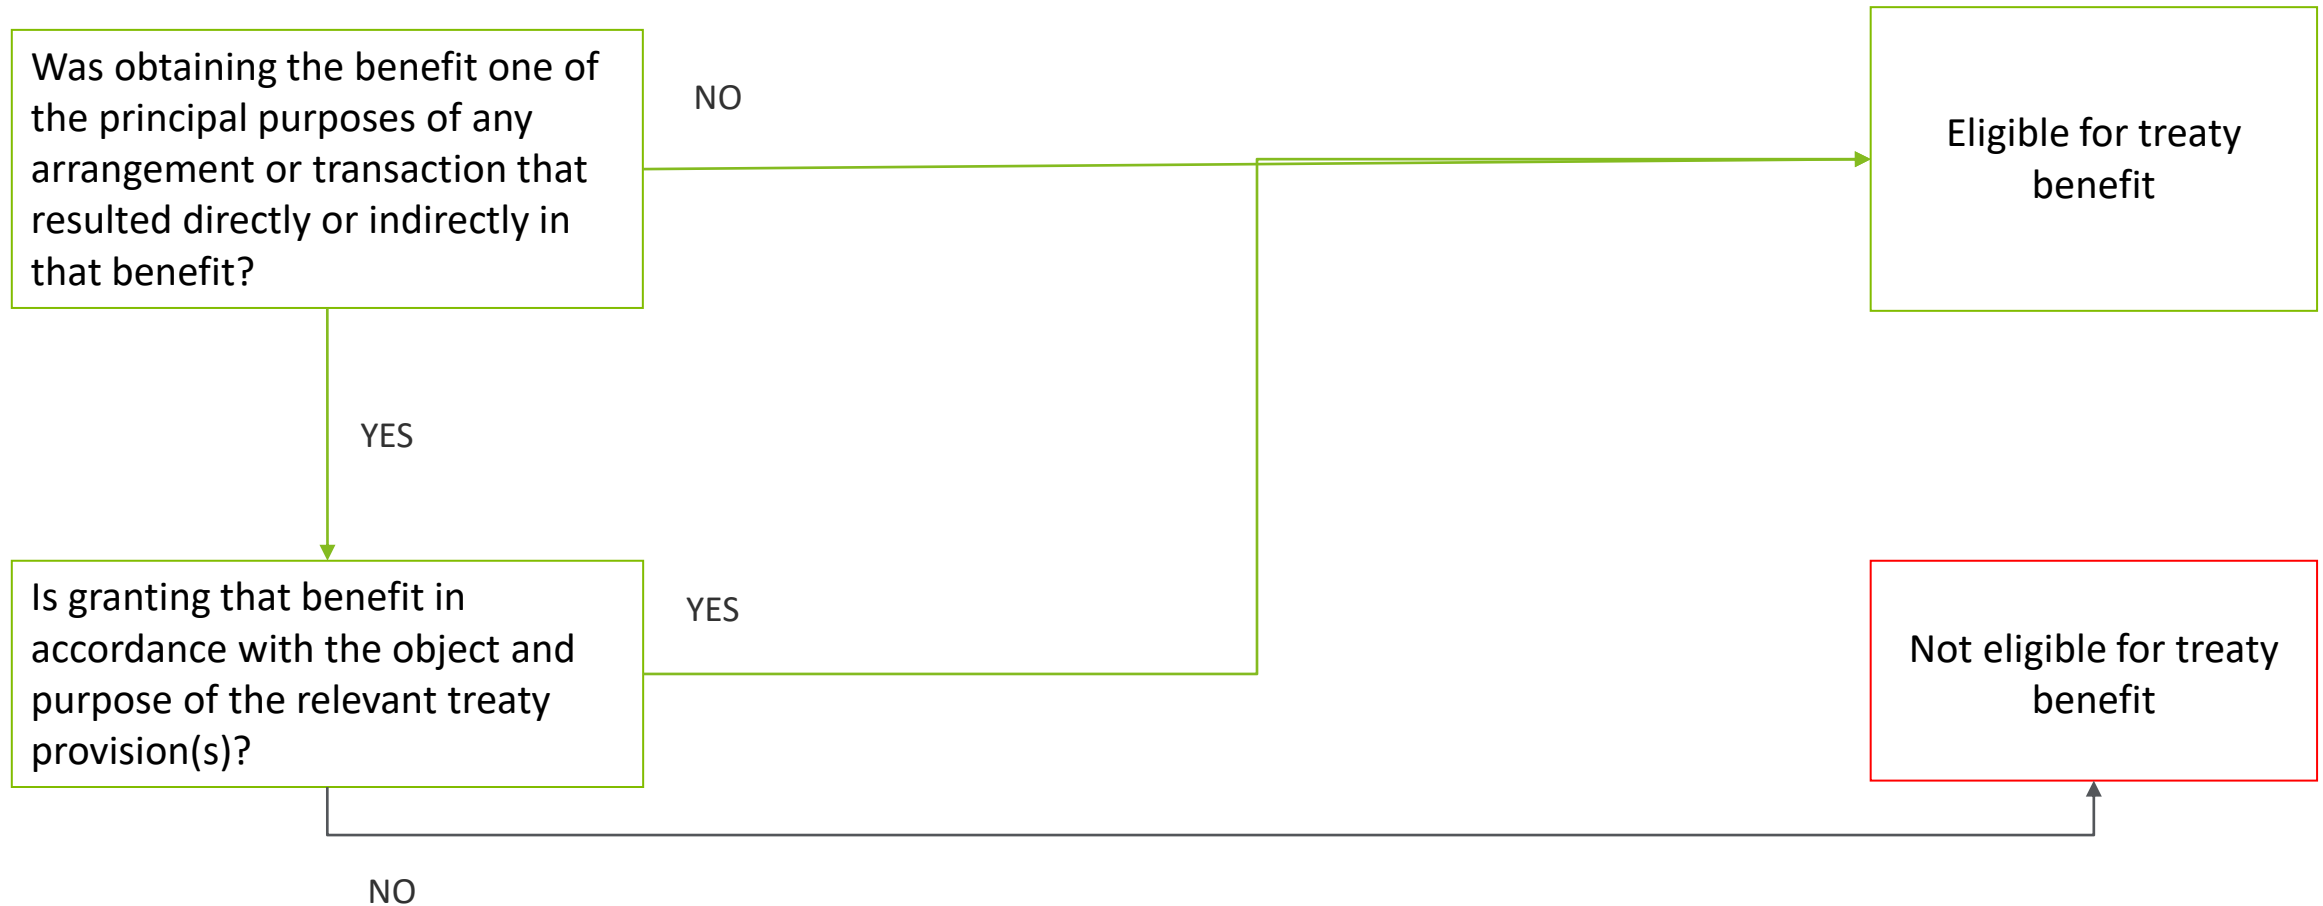 Was obtaining the benefit one of
the principal purposes of any
arrangement or transaction that
resulted directly or indirectly in
that benefit?
NO
Eligible for treaty
benefit
YES
Is granting that benefit in
accordance with the object and
purpose of the relevant treaty
provision(s)?
YES
Not eligible for treaty
benefit
NO